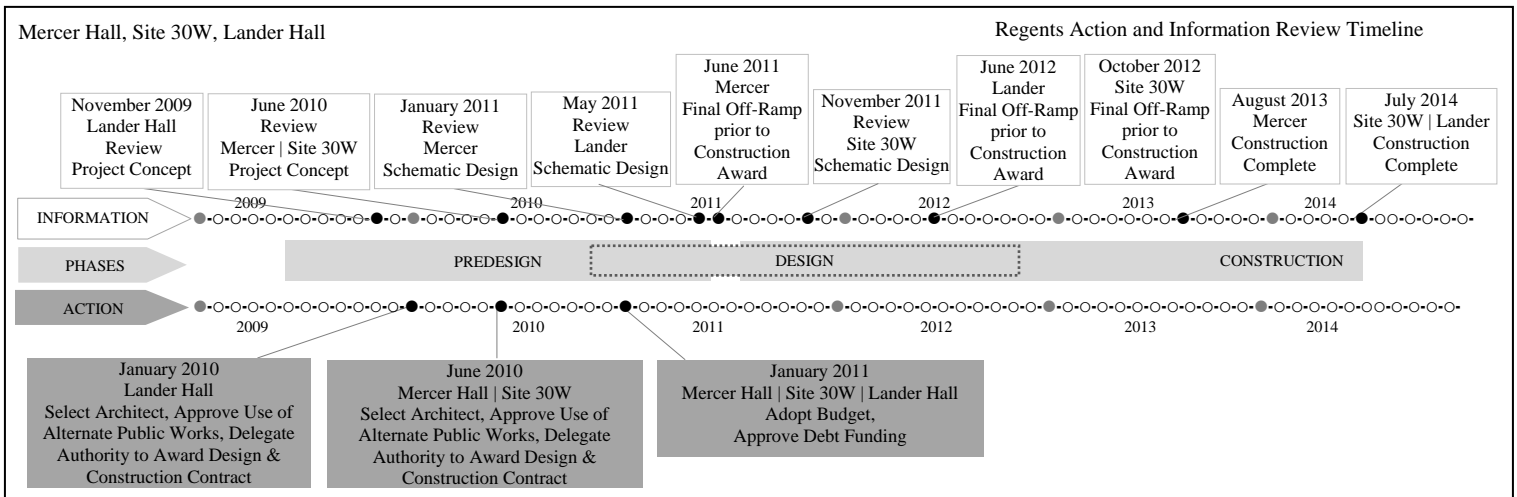 Mercer Hall, Site 30W, Lander Hall
Regents Action and Information Review Timeline
November 2009
Lander Hall
Review
Project Concept
June 2010
Review
Mercer | Site 30W
Project Concept
January 2011
Review
Mercer
Schematic Design
May 2011
Review
Lander
Schematic Design
June 2011
Mercer
Final Off-Ramp
prior to
Construction
Award
November 2011
Review
Site 30W
Schematic Design
June 2012
Lander
Final Off-Ramp
prior to
Construction
Award
October 2012
Site 30W
Final Off-Ramp
prior to
Construction
Award
August 2013
Mercer
Construction
Complete
July 2014
Site 30W | Lander
Construction
Complete
INFORMATION
2009
2010
2011
2012
2013
2014
PHASES
PREDESIGN
DESIGN
CONSTRUCTION
ACTION
2009
2010
2011
2012
2013
2014
January 2010
Lander Hall
Select Architect, Approve Use of
Alternate Public Works, Delegate
Authority to Award Design &
Construction Contract
June 2010
Mercer Hall | Site 30W
Select Architect, Approve Use of
Alternate Public Works, Delegate
Authority to Award Design &
Construction Contract
January 2011
Mercer Hall | Site 30W | Lander Hall
Adopt Budget,
Approve Debt Funding